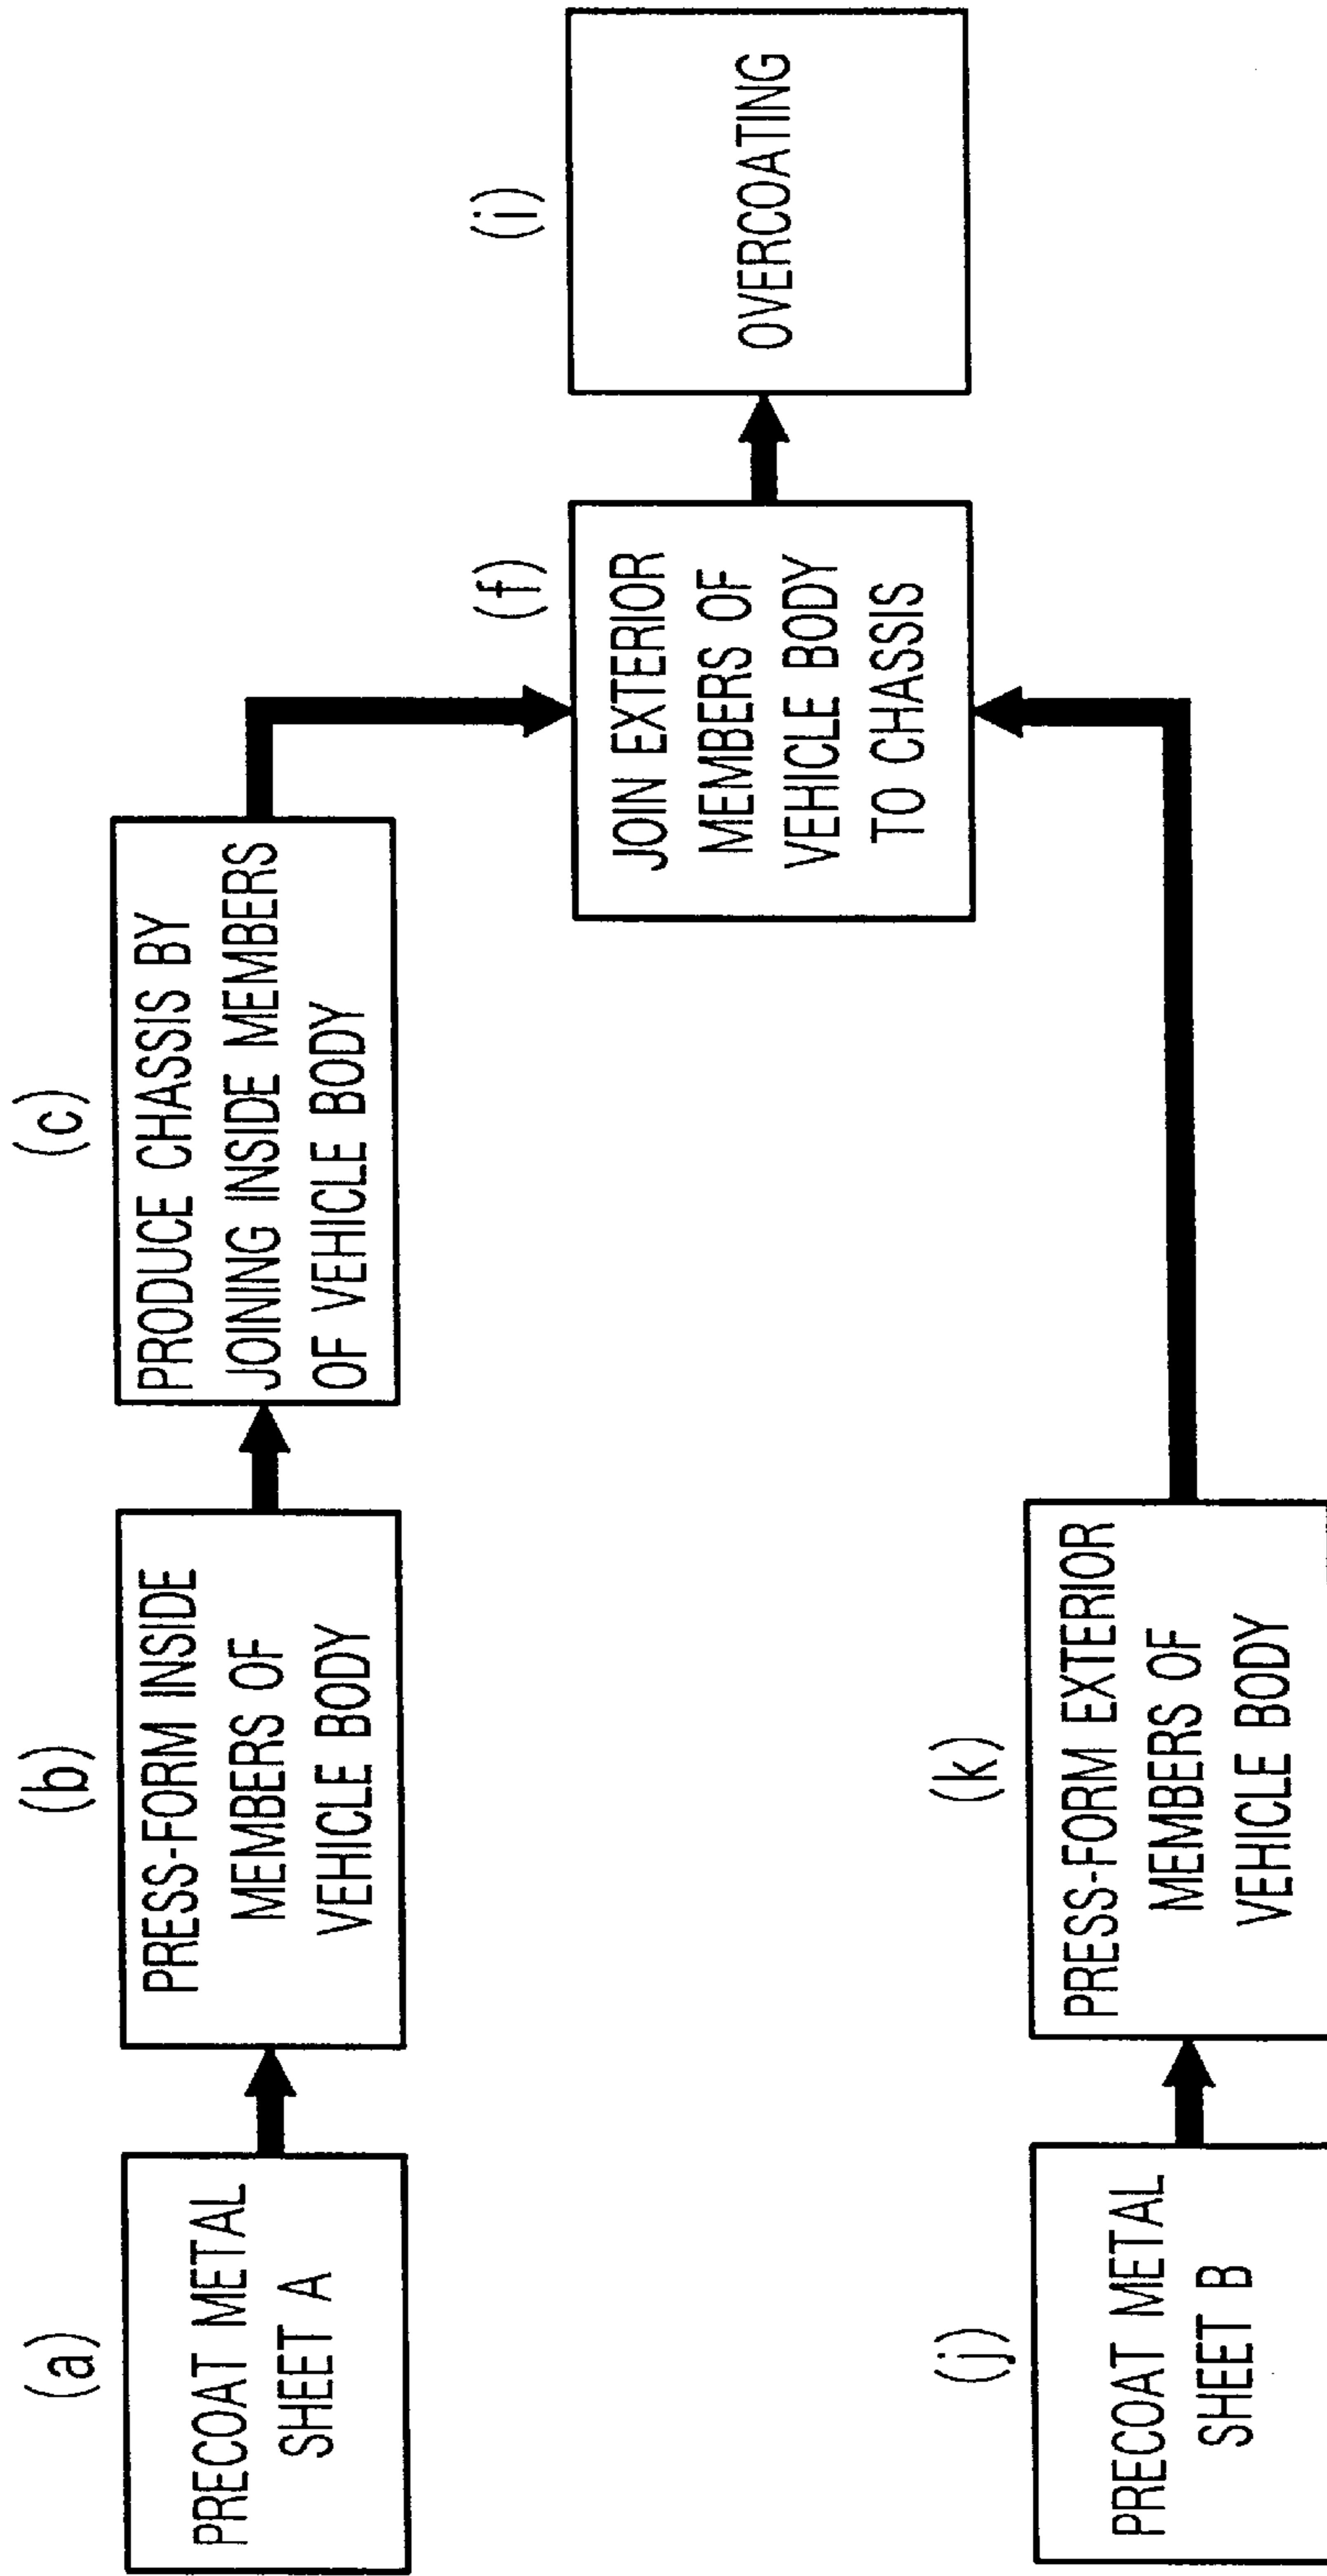 (a)
PRECOAT METAL
SHEET A
(b)
PRESS-FORM INSIDE
MEMBERS OF
VEHICLE BODY
(c)
PRODUCE CHASSIS BY
JOINING INSIDE MEMBERS
OF VEHICLE BODY
(f)
JOIN EXTERIOR
MEMBERS OF
VEHICLE BODY
TO CHASSIS
(i)
OVERCOATING
(j)
PRECOAT METAL
SHEET B
(k)
PRESS-FORM EXTERIOR
MEMBERS OF
VEHICLE BODY